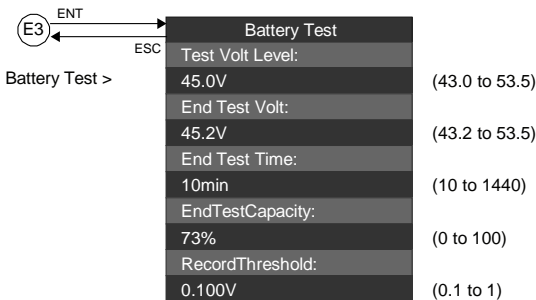 ENT
E3
ESC
Battery Test >
Battery Test
Test Volt Level:
45.0V (43.0 to 53.5)
End Test Volt:
45.2V (43.2 to 53.5)
End Test Time:
10min (10 to 1440)
EndTestCapacity:
73% (0 to 100)
RecordThreshold:
0.100V (0.1 to 1)